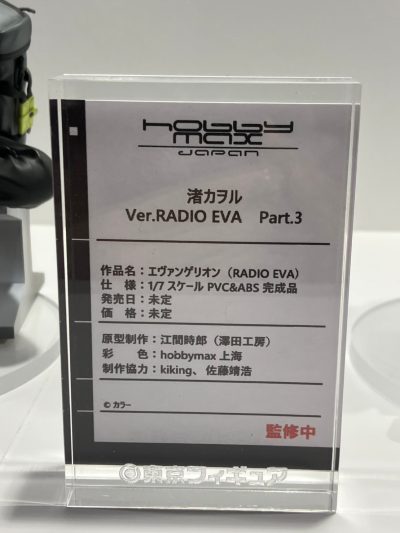 hobby
max
JAPAN
渚カヲル
Ver.RADIO EVA Part.3
作品名：エヴァンゲリオン（RADIO EVA）
仕　様：1/7 スケール PVC&ABS 完成品
発売日：未定
価　格：未定
原型制作：江間時郎（澤田工房）
彩　　色：hobbymax 上海
制作協力：kiking、佐藤靖浩
© カラー
監修中
©東京フィギュア